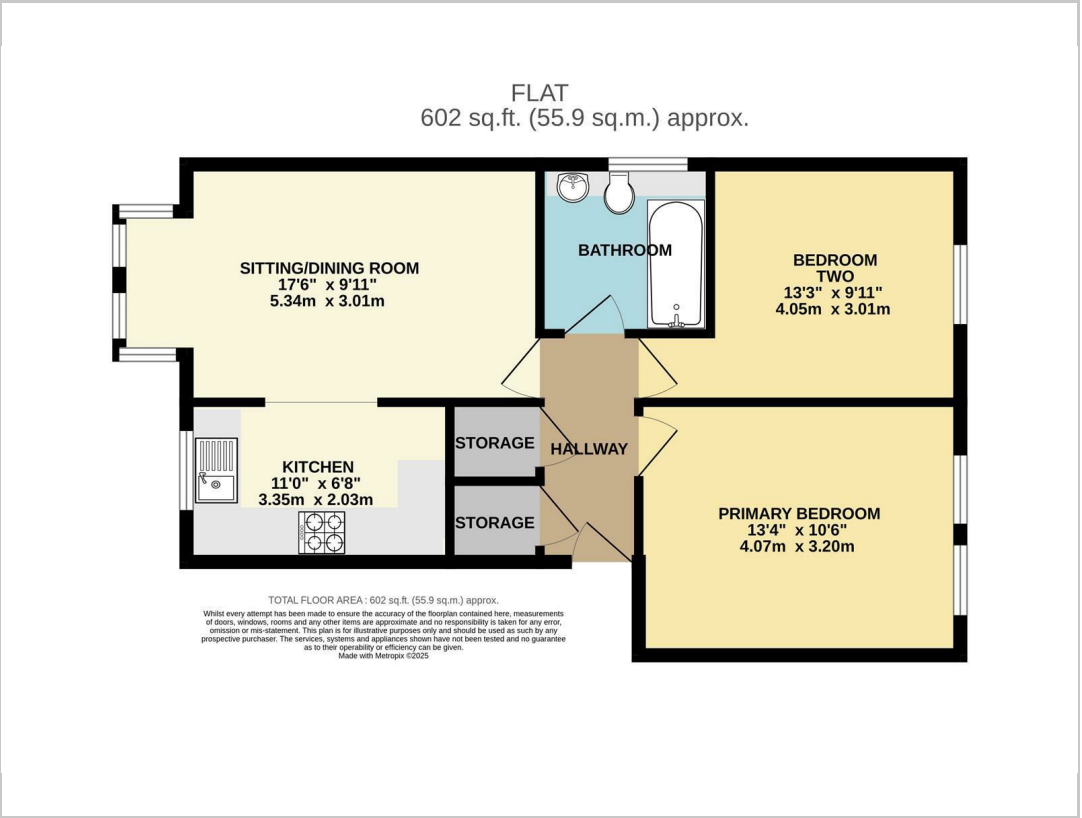 FLAT
602 sq.ft. (55.9 sq.m.) approx.
SITTING/DINING ROOM
17'6" x 9'11"
5.34m x 3.01m
BATHROOM
BEDROOM
TWO
13'3" x 9'11"
4.05m x 3.01m
KITCHEN
11'0" x 6'8"
3.35m x 2.03m
STORAGE
HALLWAY
STORAGE
PRIMARY BEDROOM
13'4" x 10'6"
4.07m x 3.20m
TOTAL FLOOR AREA : 602 sq.ft. (55.9 sq.m.) approx.
Whilst every attempt has been made to ensure the accuracy of the floorplan contained here, measurements
of doors, windows, rooms and any other items are approximate and no responsibility is taken for any error,
omission or mis-statement. This plan is for illustrative purposes only and should be used as such by any
prospective purchaser. The services, systems and appliances shown have not been tested and no guarantee
as to their operability or efficiency can be given.
Made with Metropix ©2025